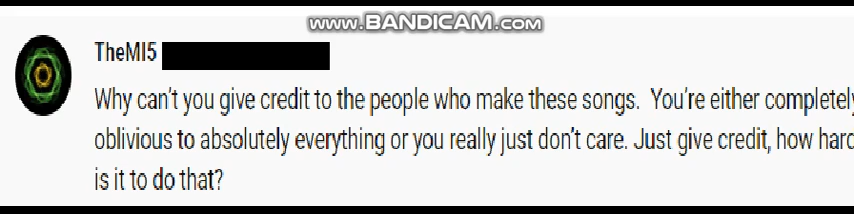 www.BANDICAM.com
TheMI5
Why can't you give credit to the people who make these songs.  You're either completely
oblivious to absolutely everything or you really just don't care. Just give credit, how hard
is it to do that?